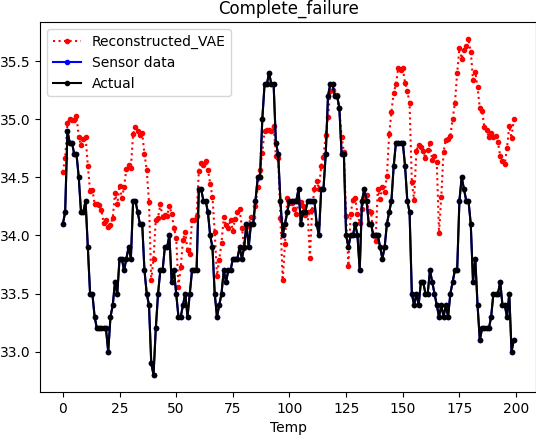 Complete_failure
Reconstructed_VAE
Sensor data
Actual
35.5
35.0
34.5
34.0
33.5
33.0
0 25 50 75 100 125 150 175 200
Temp